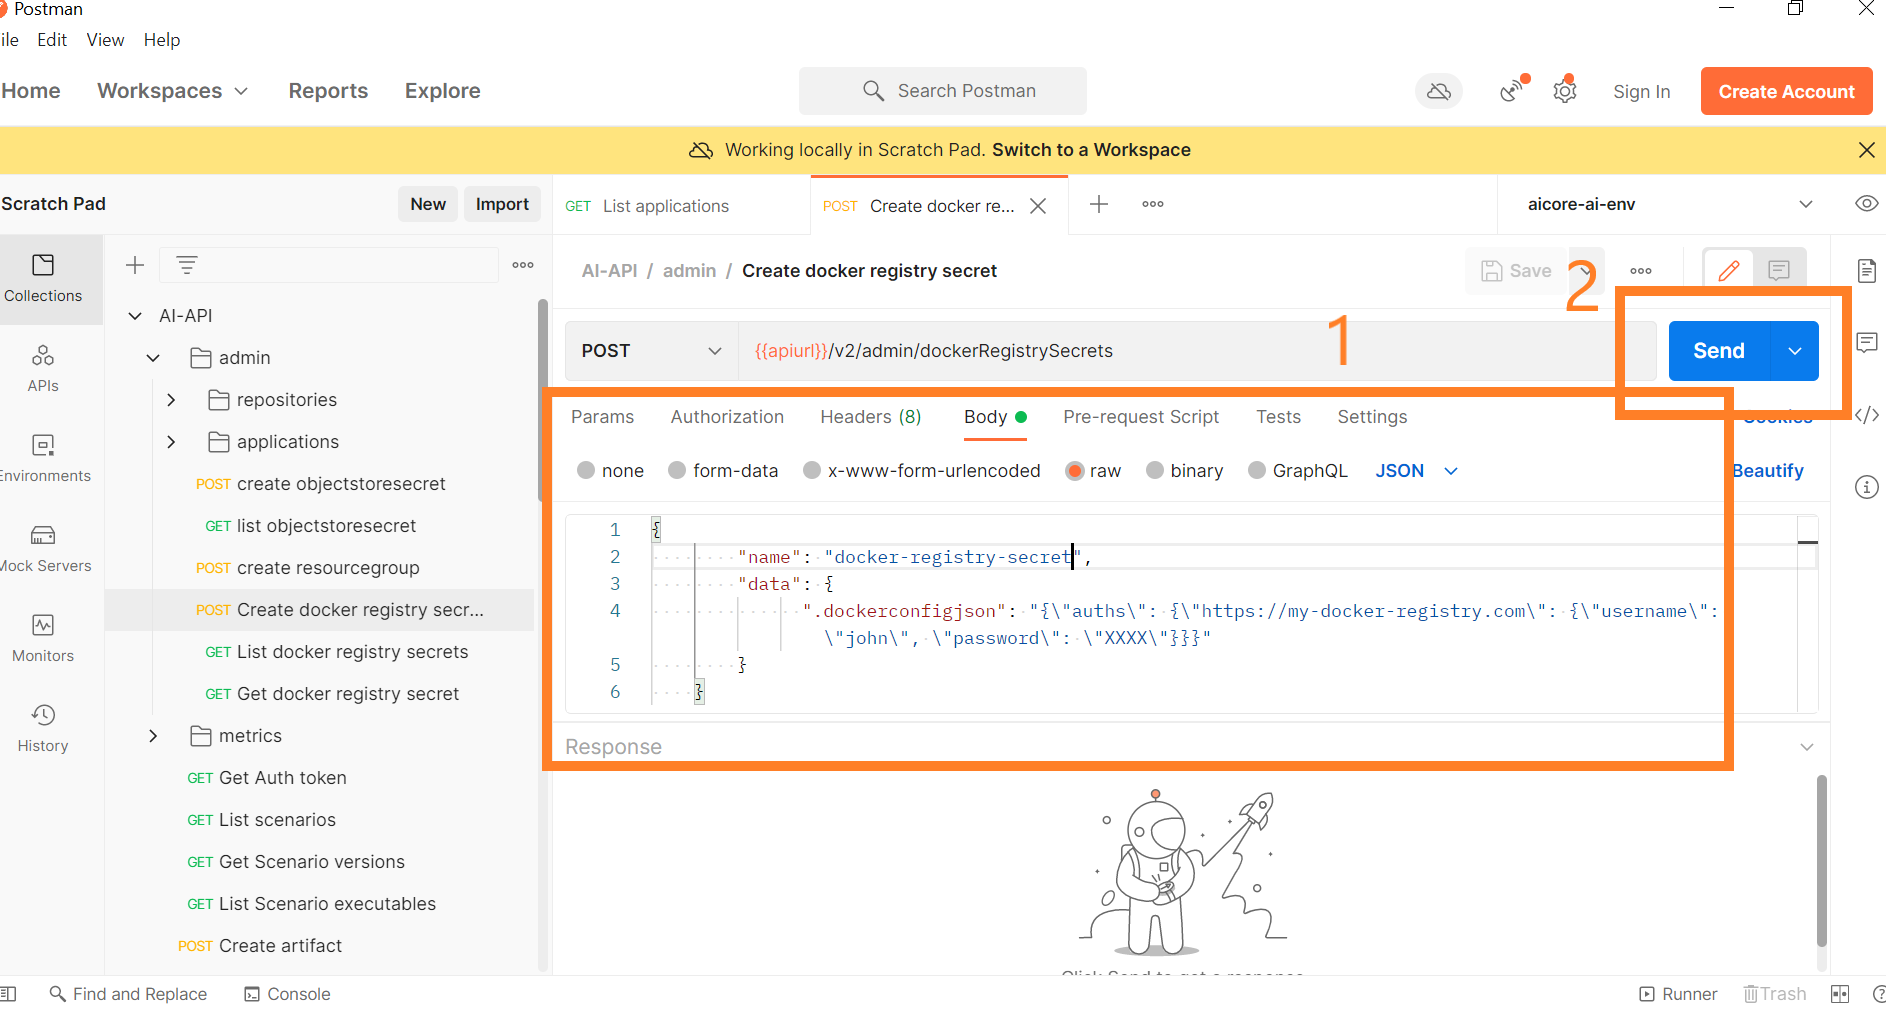 Postman
ile Edit View Help
Home Workspaces Reports Explore Search Postman Sign In Create Account
Working locally in Scratch Pad. Switch to a Workspace
Scratch Pad New Import
GET List applications POST Create docker re... aicore-ai-env
AI-API / admin / Create docker registry secret Save
2
1
POST {{apiurl}}/v2/admin/dockerRegistrySecrets Send
Params Authorization Headers (8) Body Pre-request Script Tests Settings Cookies
none form-data x-www-form-urlencoded raw binary GraphQL JSON Beautify
1 {
2 "name": "docker-registry-secret",
3 "data": {
4 ".dockerconfigjson": "{\"auths\": {\"https://my-docker-registry.com\": {\"username\":
\"john\", \"password\": \"XXXX\"}}}"
5 }
6 }
Response
Click Send to get a response
Collections
APIs
Environments
Mock Servers
Monitors
History
AI-API
admin
repositories
applications
POST create objectstoresecret
GET list objectstoresecret
POST create resourcegroup
POST Create docker registry secr...
GET List docker registry secrets
GET Get docker registry secret
metrics
GET Get Auth token
GET List scenarios
GET Get Scenario versions
GET List Scenario executables
POST Create artifact
Find and Replace Console Runner Trash